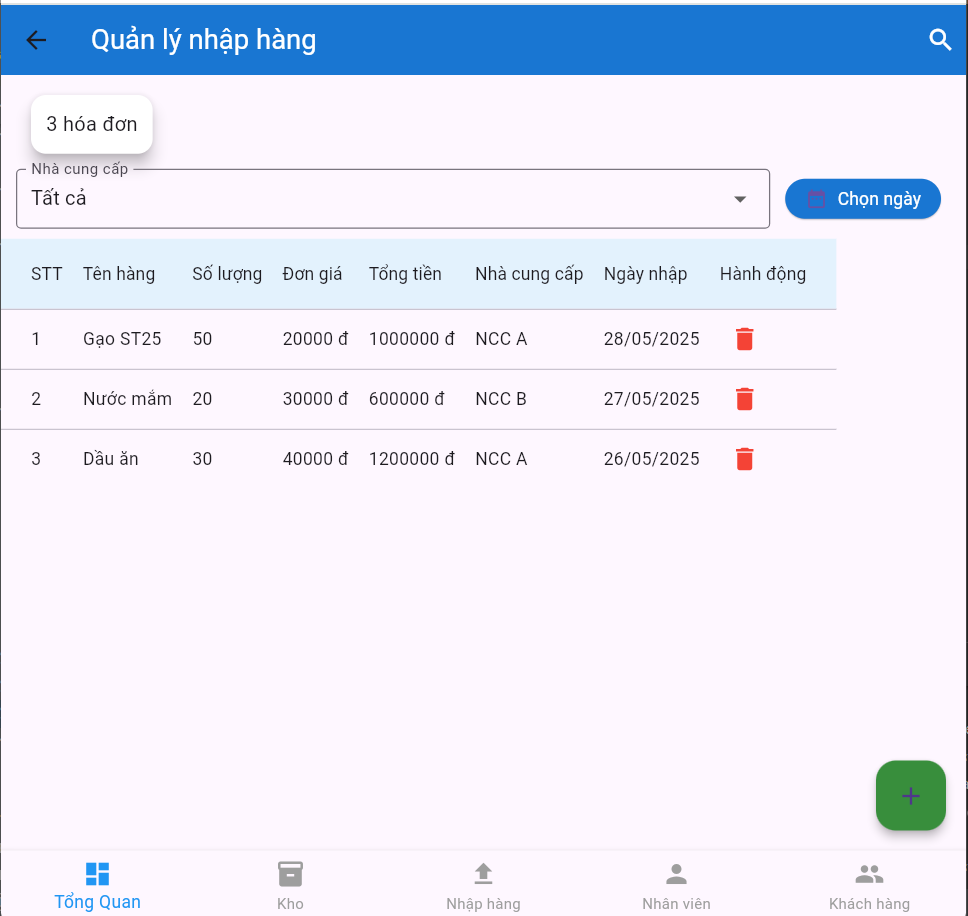 Quản lý nhập hàng
3 hóa đơn
Nhà cung cấp
Tất cả
Chọn ngày
STT Tên hàng Số lượng Đơn giá Tổng tiền Nhà cung cấp Ngày nhập Hành động
1 Gạo ST25 50 20000 đ 1000000 đ NCC A 28/05/2025
2 Nước mắm 20 30000 đ 600000 đ NCC B 27/05/2025
3 Dầu ăn 30 40000 đ 1200000 đ NCC A 26/05/2025
Tổng Quan Kho Nhập hàng Nhân viên Khách hàng